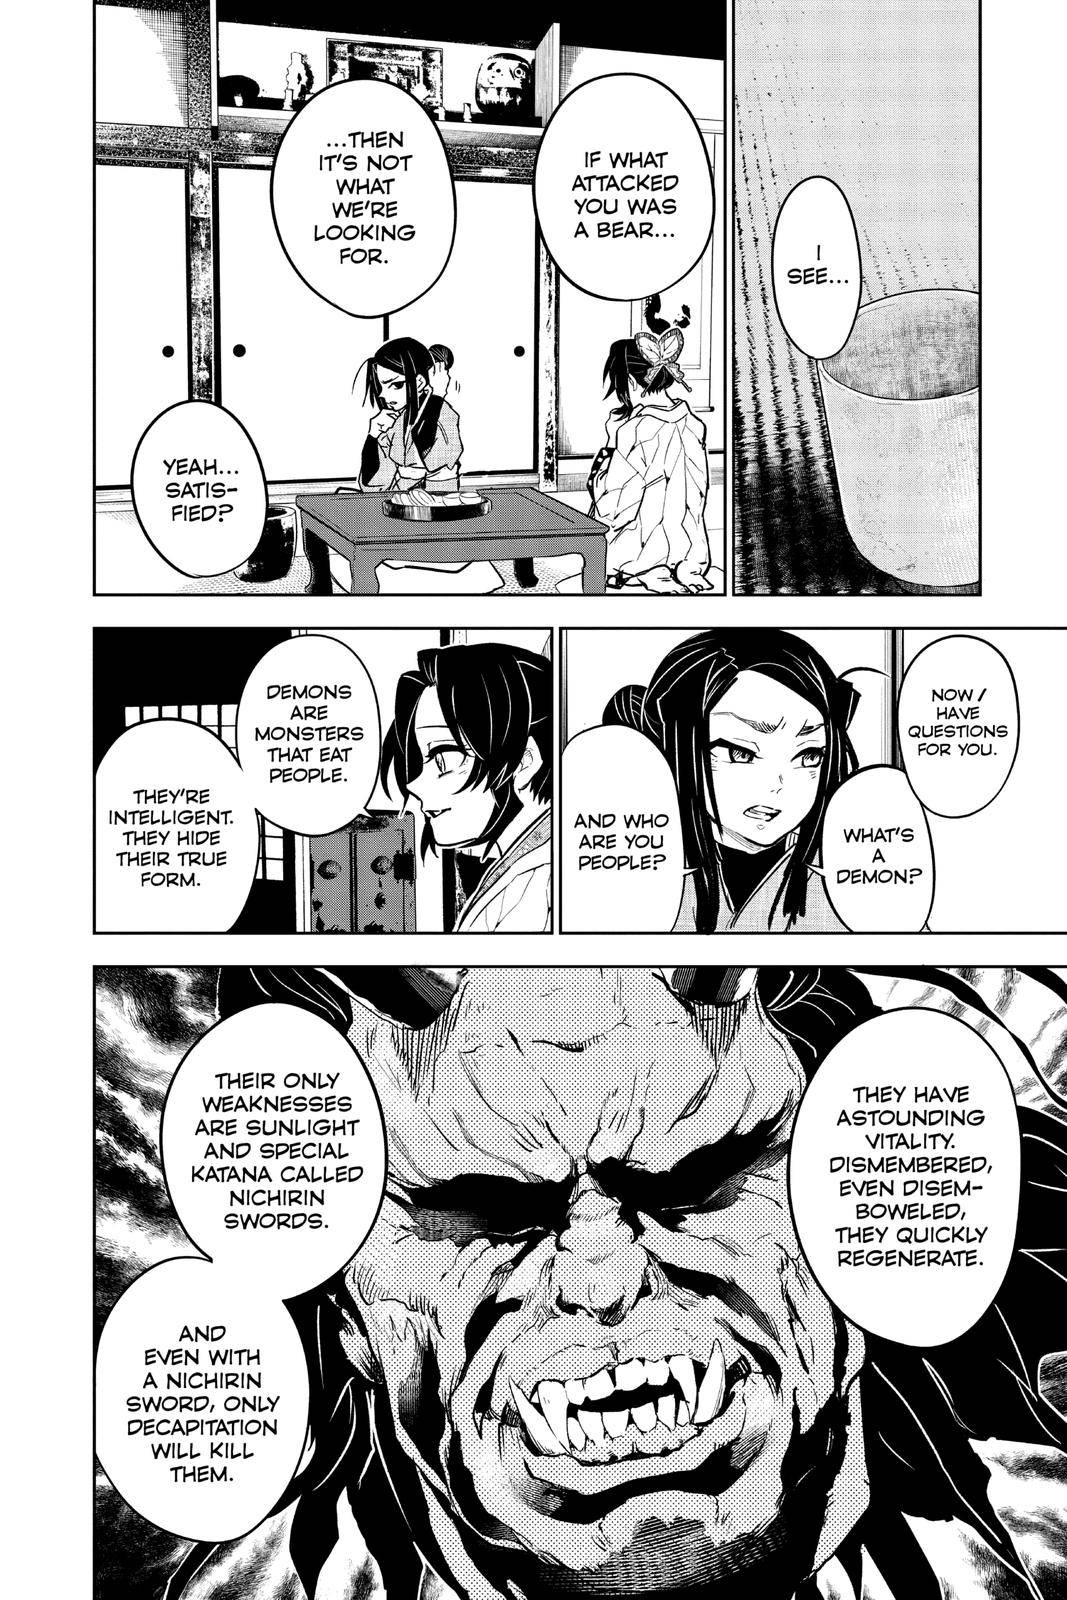 I
SEE...
IF WHAT
ATTACKED
YOU WAS
A BEAR...
...THEN
IT'S NOT
WHAT
WE'RE
LOOKING
FOR.
YEAH...
SATIS-
FIED?
NOW I
HAVE
QUESTIONS
FOR YOU.
WHAT'S
A
DEMON?
AND WHO
ARE YOU
PEOPLE?
DEMONS
ARE
MONSTERS
THAT EAT
PEOPLE.
THEY'RE
INTELLIGENT.
THEY HIDE
THEIR TRUE
FORM.
THEY HAVE
ASTOUNDING
VITALITY.
DISMEMBERED,
EVEN DISEM-
BOWELED,
THEY QUICKLY
REGENERATE.
THEIR ONLY
WEAKNESSES
ARE SUNLIGHT
AND SPECIAL
KATANA CALLED
NICHIRIN
SWORDS.
AND
EVEN WITH
A NICHIRIN
SWORD, ONLY
DECAPITATION
WILL KILL
THEM.